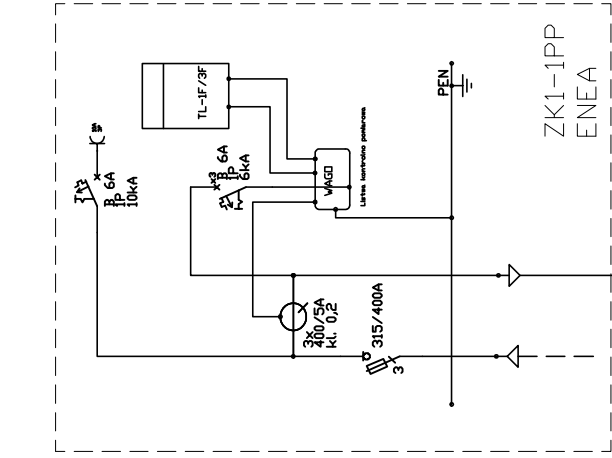 ZK1-1PP
ENEA
TL-1F/3F
PEN
B 6A
1P
10kA
x3
B 6A
1P
6kA
WAGO
Listwa kontrolno pomiarowa
3x
400/5A
kl. 0,2
315/400A
3